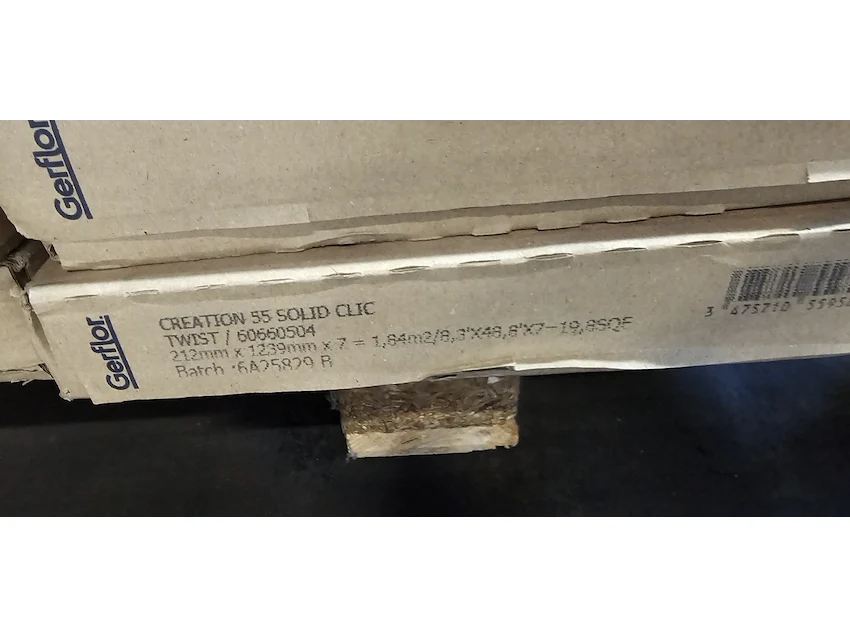 Gerflor
Gerflor
CREATION 55 SOLID CLIC
TWIST / 60660504
212mm x 1239mm x 7 = 1,84m2/8,3'X48,8'X7-19,8SQF
Batch :6A25829 B
3 475710